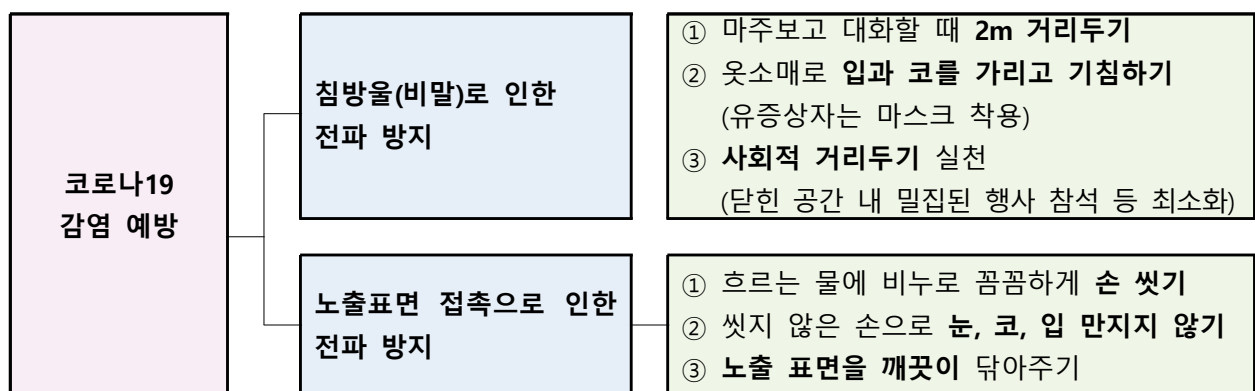 코로나19
감염 예방
침방울(비말)로 인한
전파 방지
① 마주보고 대화할 때 2m 거리두기
② 옷소매로 입과 코를 가리고 기침하기
(유증상자는 마스크 착용)
③ 사회적 거리두기 실천
(닫힌 공간 내 밀집된 행사 참석 등 최소화)
노출표면 접촉으로 인한
전파 방지
① 흐르는 물에 비누로 꼼꼼하게 손 씻기
② 씻지 않은 손으로 눈, 코, 입 만지지 않기
③ 노출 표면을 깨끗이 닦아주기